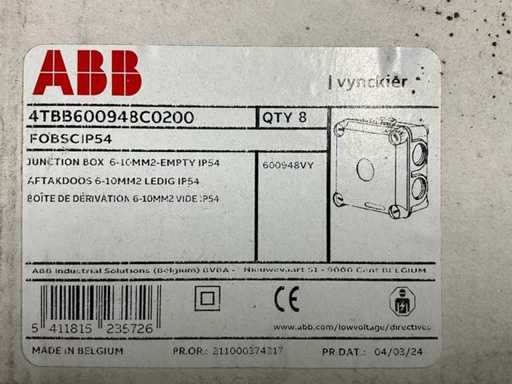 ABB
vynckier
4TBB600948C0200 QTY 8
FOBSCIP54
JUNCTION BOX 6-10MM2-EMPTY IP54 600948VY
AFTAKDOOS 6-10MM2 LEDIG IP54
BOÎTE DE DÉRIVATION 6-10MM2 VIDE IP54
ABB Industrial Solutions (Belgium) BVBA - Nieuwevaart 51 - 9000 Gent BELGIUM
CE
5 411815 235726 www.abb.com/lowvoltage/directives
MADE IN BELGIUM PR.OR.: 211000374317 PR.DAT.: 04/03/24